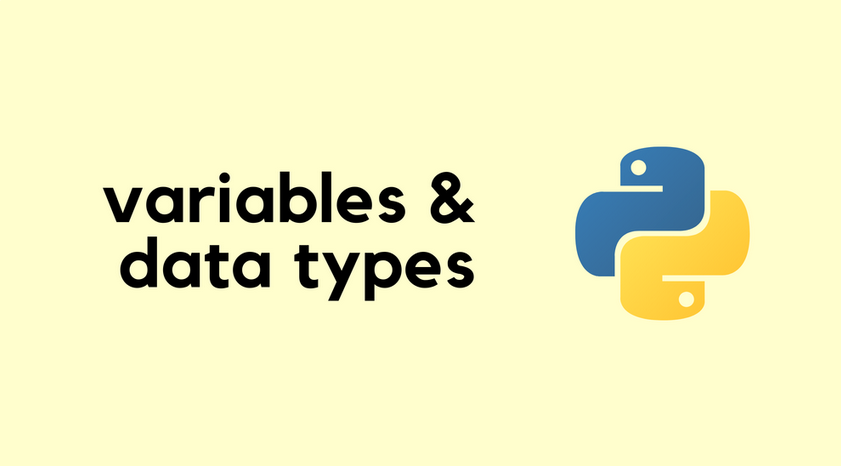 variables &
data types